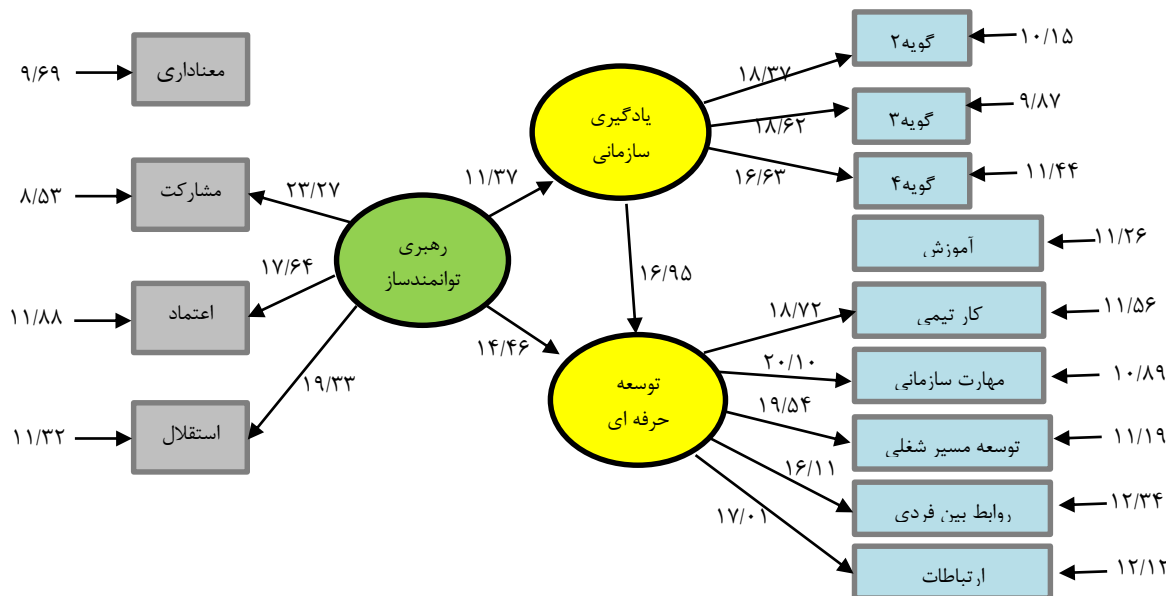 ۹/۶۹
معناداری
۸/۵۳
مشارکت
۱۱/۸۸
اعتماد
۱۱/۳۲
استقلال
۲۳/۲۷
۱۷/۶۴
۱۹/۳۳
رهبری
توانمندساز
۱۱/۳۷
۱۴/۴۶
یادگیری
سازمانی
۱۶/۹۵
توسعه
حرفه ای
۱۸/۳۷
۱۸/۶۲
۱۶/۶۳
۱۸/۷۲
۲۰/۱۰
۱۹/۵۴
۱۶/۱۱
۱۷/۰۱
گویه۲
۱۰/۱۵
گویه۳
۹/۸۷
گویه۴
۱۱/۴۴
آموزش
۱۱/۲۶
کار تیمی
۱۱/۵۶
مهارت سازمانی
۱۰/۸۹
توسعه مسیر شغلی
۱۱/۱۹
روابط بین فردی
۱۲/۳۴
ارتباطات
۱۲/۱۲